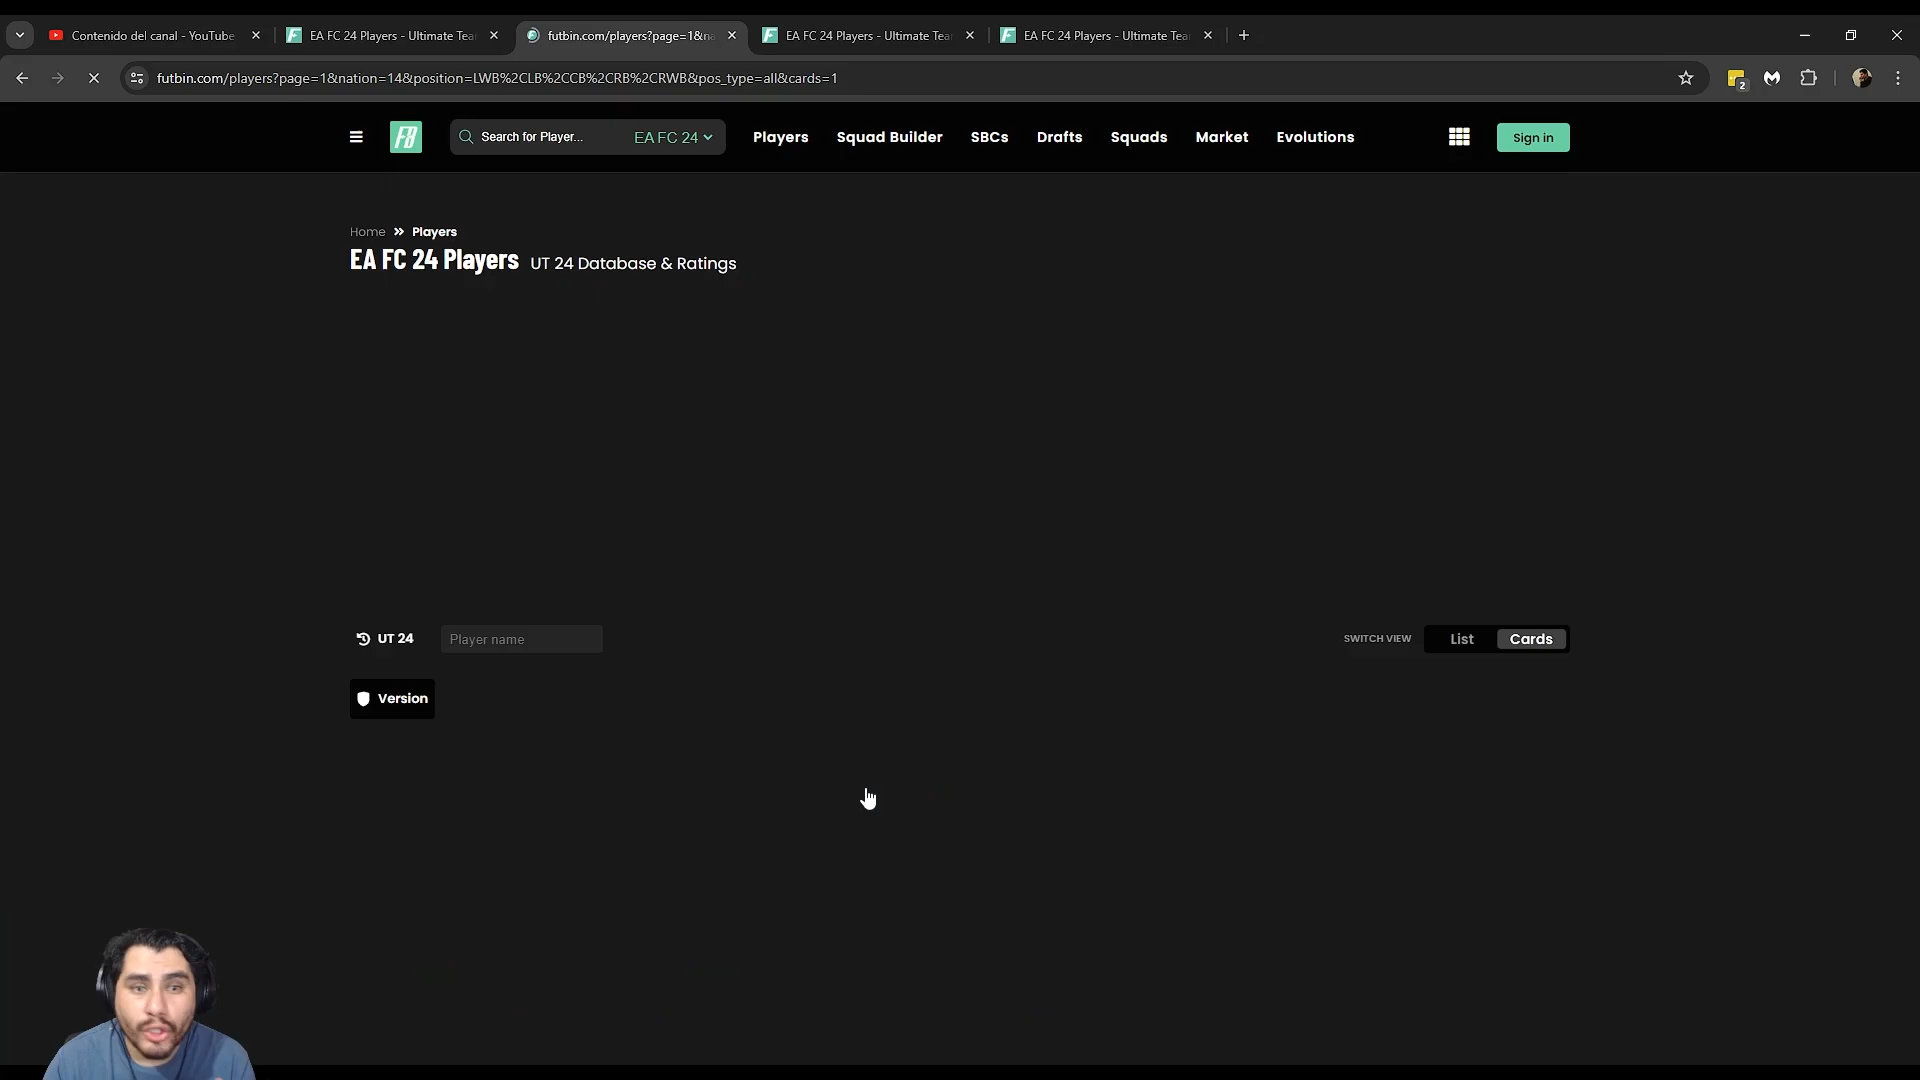 Contenido del canal - YouTube
EA FC 24 Players - Ultimate Tea
futbin.com/players?page=1&na
EA FC 24 Players - Ultimate Tea
EA FC 24 Players - Ultimate Tea
futbin.com/players?page=1&nation=14&position=LWB%2CLB%2CCB%2CRB%2CRWB&pos_type=all&cards=1
2
FB
Search for Player...
EA FC 24
Players
Squad Builder
SBCs
Drafts
Squads
Market
Evolutions
Sign in
Home » Players
EA FC 24 Players UT 24 Database & Ratings
UT 24
Player name
SWITCH VIEW
List
Cards
Version